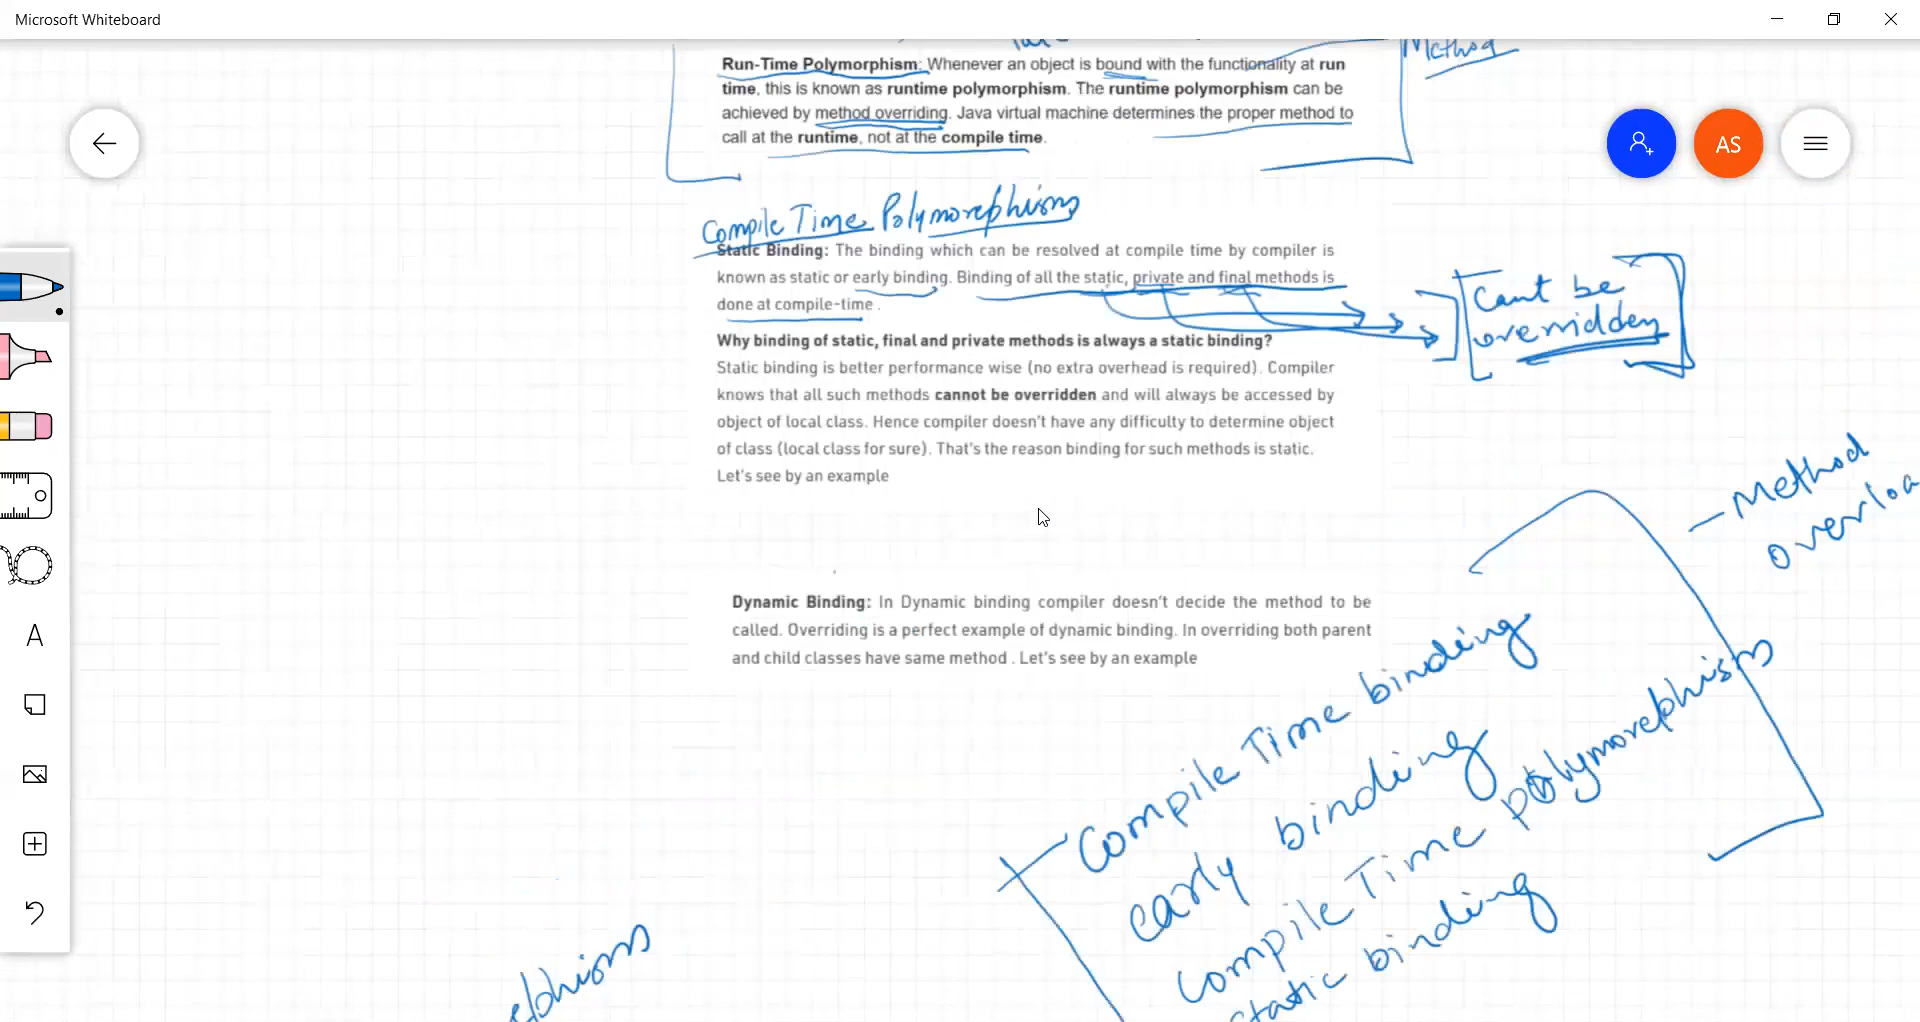 Microsoft Whiteboard
Method
Run-Time Polymorphism: Whenever an object is bound with the functionality at run
time, this is known as runtime polymorphism. The runtime polymorphism can be
achieved by method overriding. Java virtual machine determines the proper method to
call at the runtime, not at the compile time.
AS
Compile Time Polymorephisms
Static Binding: The binding which can be resolved at compile time by compiler is
known as static or early binding. Binding of all the static, private and final methods is
done at compile-time .
Cant be
overridden
Why binding of static, final and private methods is always a static binding?
Static binding is better performance wise (no extra overhead is required). Compiler
knows that all such methods cannot be overridden and will always be accessed by
object of local class. Hence compiler doesn't have any difficulty to determine object
of class (local class for sure). That's the reason binding for such methods is static.
Let's see by an example
- Method
overloa
Dynamic Binding: In Dynamic binding compiler doesn't decide the method to be
called. Overriding is a perfect example of dynamic binding. In overriding both parent
and child classes have same method . Let's see by an example
A
Compile Time binding
early binding
Compile Time polymorephism
static binding
ephisms